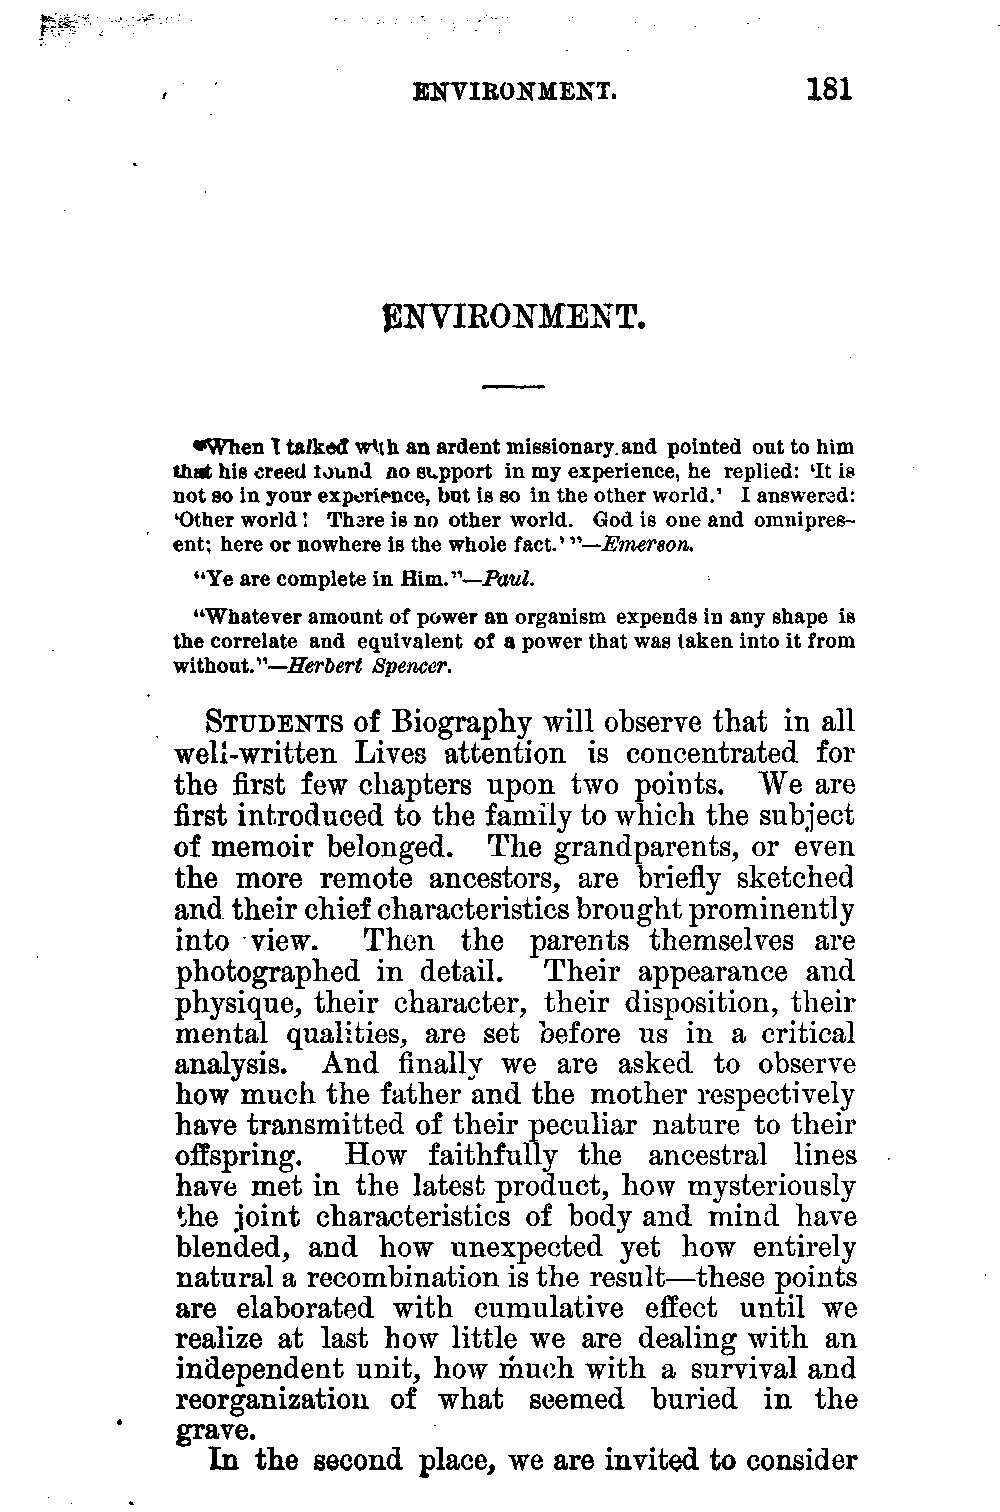 ENVIRONMENT. 181
ENVIRONMENT.
“When I talked with an ardent missionary and pointed out to him
that his creed found no support in my experience, he replied: ‘It is
not so in your experience, but is so in the other world.’ I answered:
‘Other world! There is no other world. God is one and omnipres-
ent; here or nowhere is the whole fact.’”—Emerson.
“Ye are complete in Him.”—Paul.
“Whatever amount of power an organism expends in any shape is
the correlate and equivalent of a power that was taken into it from
without.”—Herbert Spencer.
STUDENTS of Biography will observe that in all
well-written Lives attention is concentrated for
the first few chapters upon two points. We are
first introduced to the family to which the subject
of memoir belonged. The grandparents, or even
the more remote ancestors, are briefly sketched
and their chief characteristics brought prominently
into view. Then the parents themselves are
photographed in detail. Their appearance and
physique, their character, their disposition, their
mental qualities, are set before us in a critical
analysis. And finally we are asked to observe
how much the father and the mother respectively
have transmitted of their peculiar nature to their
offspring. How faithfully the ancestral lines
have met in the latest product, how mysteriously
the joint characteristics of body and mind have
blended, and how unexpected yet how entirely
natural a recombination is the result—these points
are elaborated with cumulative effect until we
realize at last how little we are dealing with an
independent unit, how much with a survival and
reorganization of what seemed buried in the
grave.
In the second place, we are invited to consider